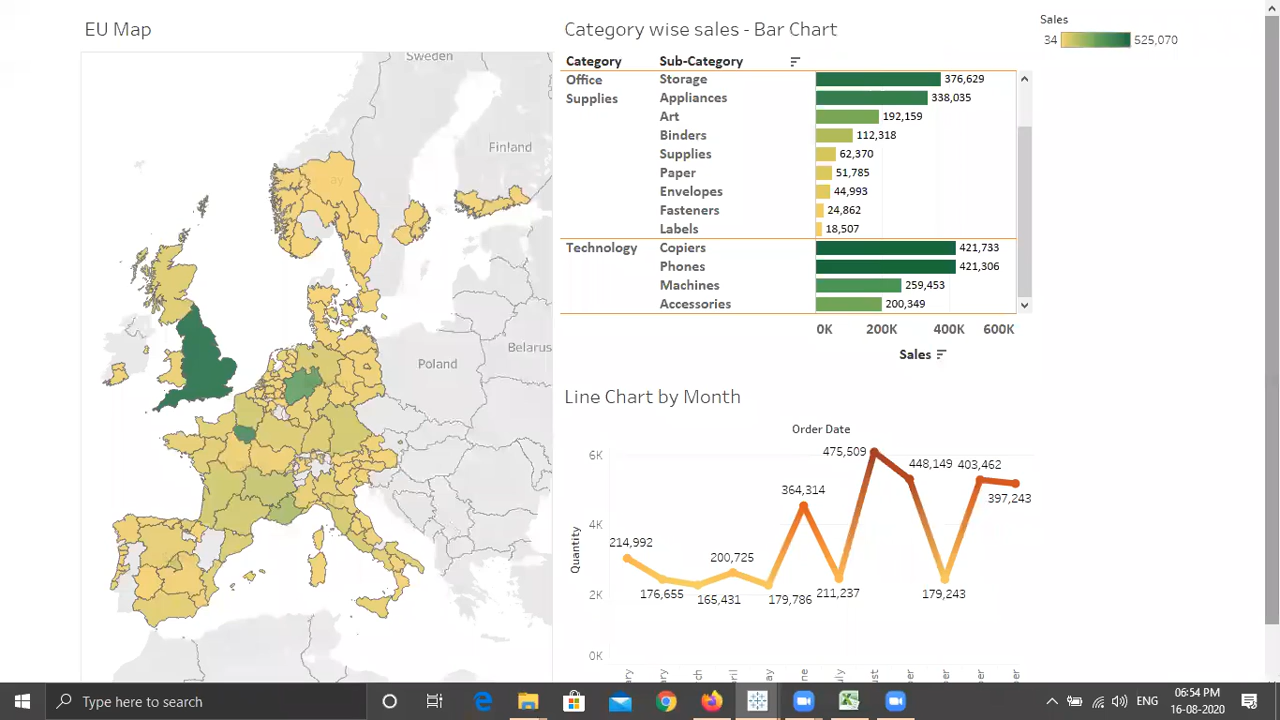 EU Map
Sweden
Finland
Poland
Belarus
Category wise sales - Bar Chart
Category Sub-Category
Office Supplies
Storage 376,629
Appliances 338,035
Art 192,159
Binders 112,318
Supplies 62,370
Paper 51,785
Envelopes 44,993
Fasteners 24,862
Labels 18,507
Technology Copiers 421,733
Phones 421,306
Machines 259,453
Accessories 200,349
0K 200K 400K 600K
Sales
Sales
34 525,070
Line Chart by Month
Order Date
Quantity
6K
4K
2K
0K
214,992
176,655
165,431
200,725
179,786
364,314
211,237
475,509
448,149
179,243
403,462
397,243
Type here to search
ENG
06:54 PM
16-08-2020